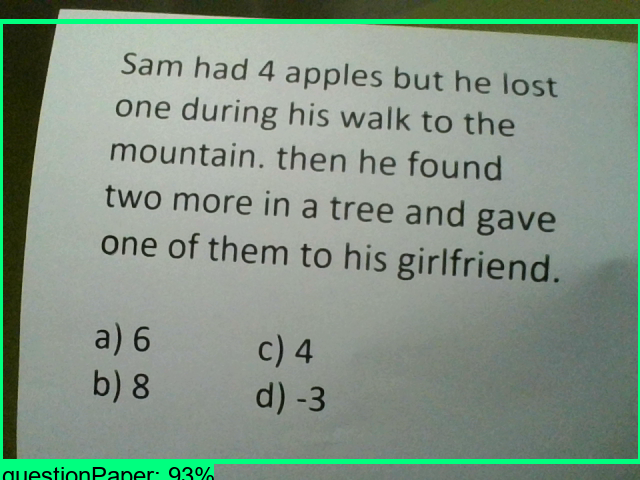 Sam had 4 apples but he lost
one during his walk to the
mountain. then he found
two more in a tree and gave
one of them to his girlfriend.
a) 6
c) 4
b) 8
d) -3
questionPaper: 93%